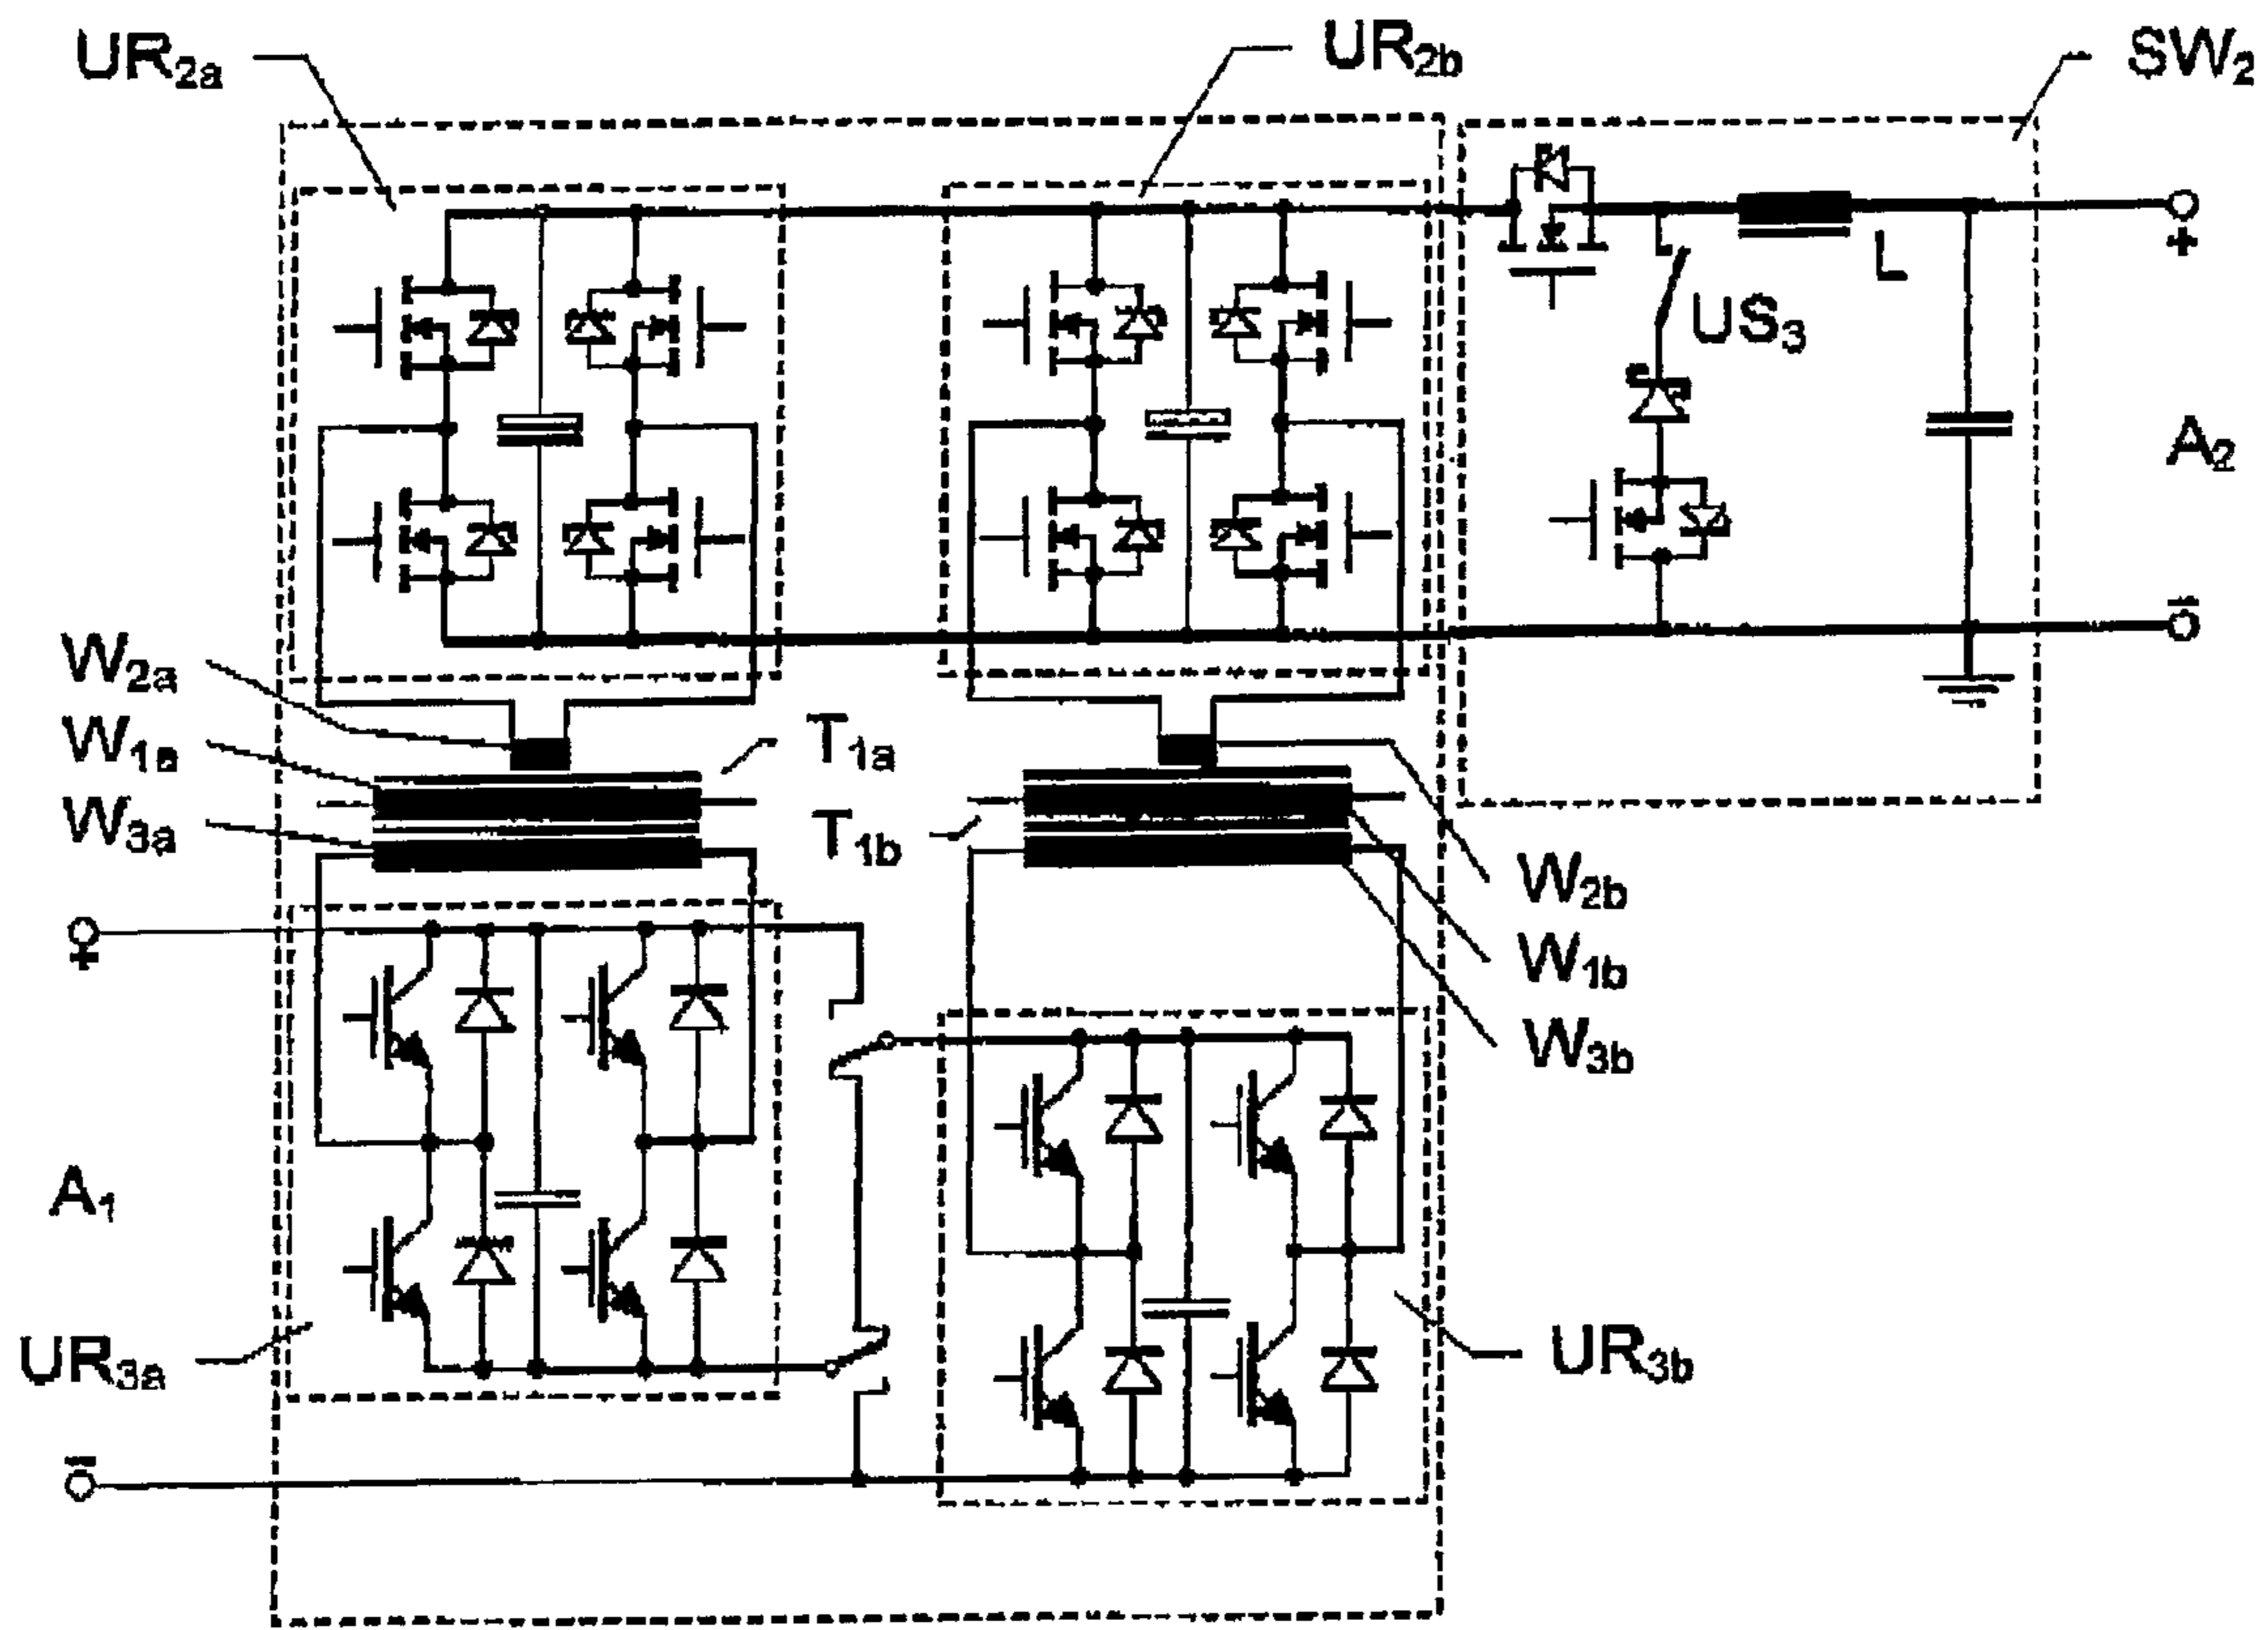 UR2a
UR2b
SW2
+
L
US3
A2
−
W2a
W1a
W3a
T1a
T1b
W2b
W1b
W3b
+
A1
UR3a
UR3b
−